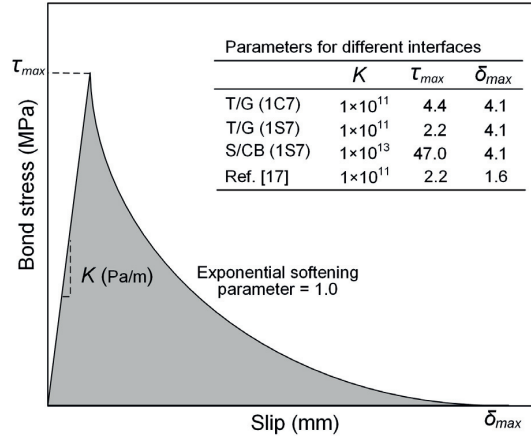 Parameters for different interfaces
K τmax δmax
T/G (1C7) 1×10¹¹ 4.4 4.1
T/G (1S7) 1×10¹¹ 2.2 4.1
S/CB (1S7) 1×10¹³ 47.0 4.1
Ref. [17] 1×10¹¹ 2.2 1.6
τmax
Bond stress (MPa)
K (Pa/m)
Exponential softening
parameter = 1.0
Slip (mm)
δmax